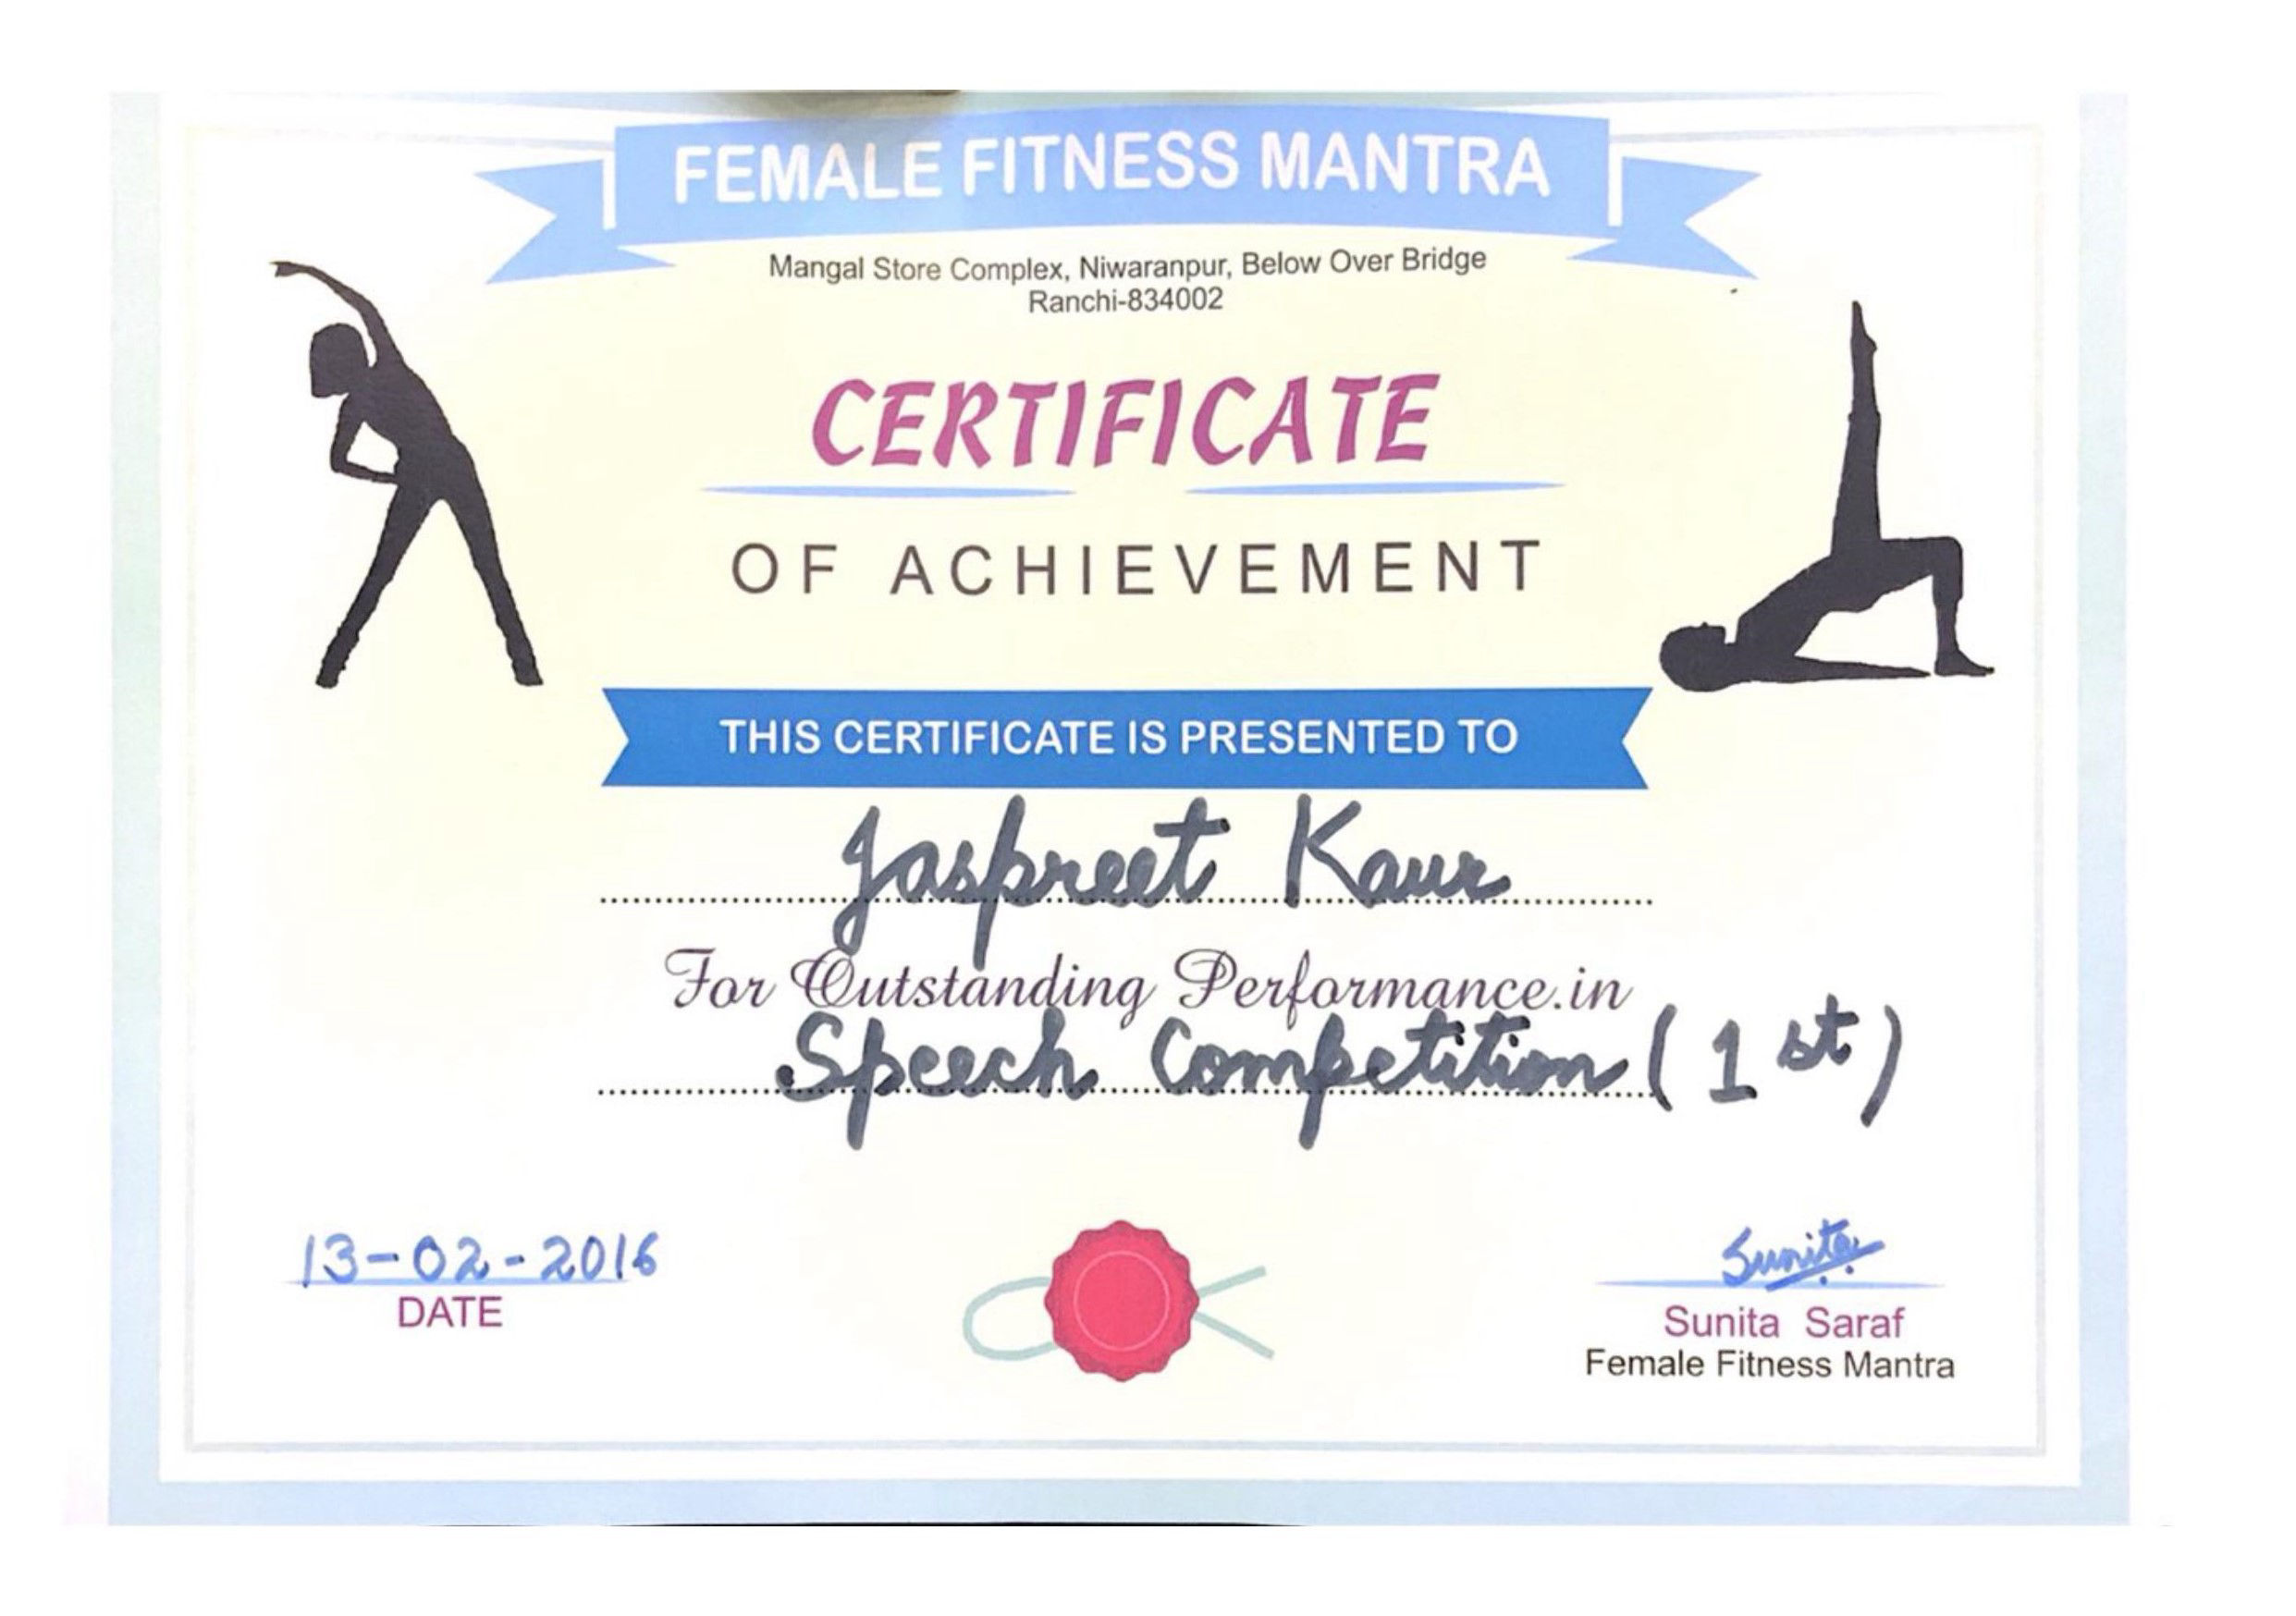 FEMALE FITNESS MANTRA
Mangal Store Complex, Niwaranpur, Below Over Bridge
Ranchi-834002
CERTIFICATE
OF ACHIEVEMENT
THIS CERTIFICATE IS PRESENTED TO
Jaspreet Kaur
For Outstanding Performance.in
Speech Competition (1st)
13-02-2016
DATE
Sunita
Sunita Saraf
Female Fitness Mantra